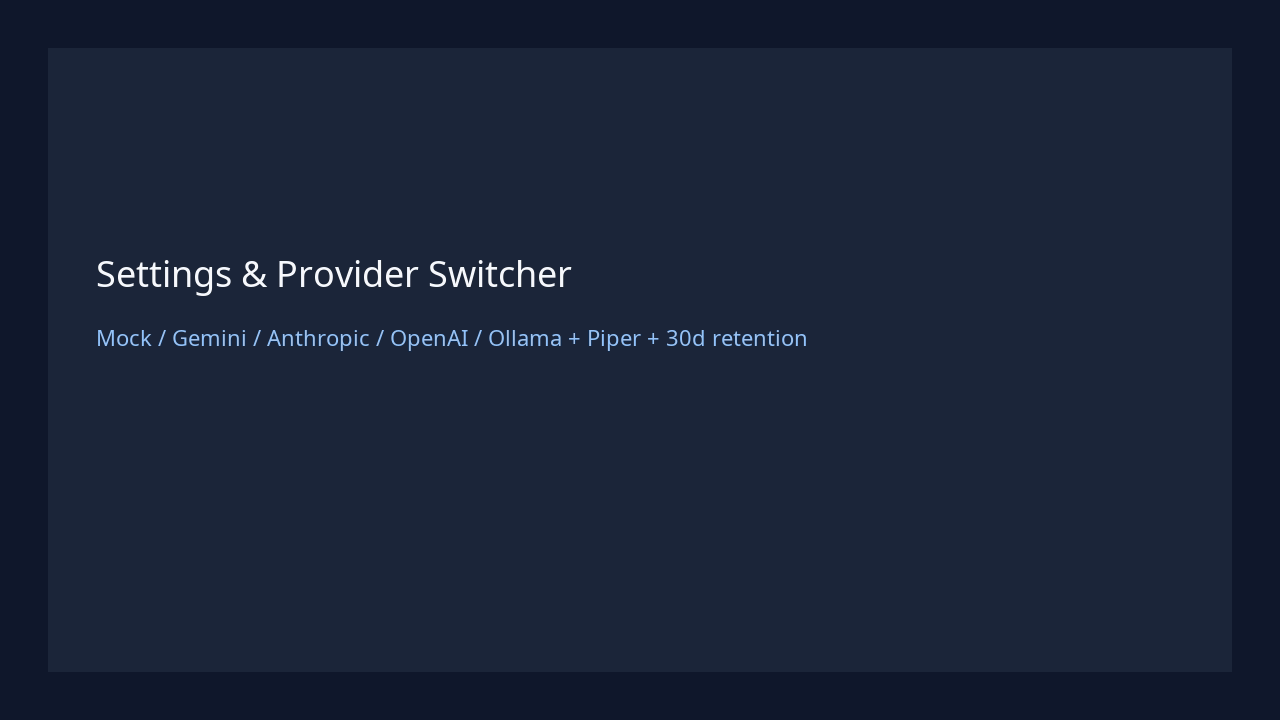 Settings & Provider Switcher
Mock / Gemini / Anthropic / OpenAI / Ollama + Piper + 30d retention